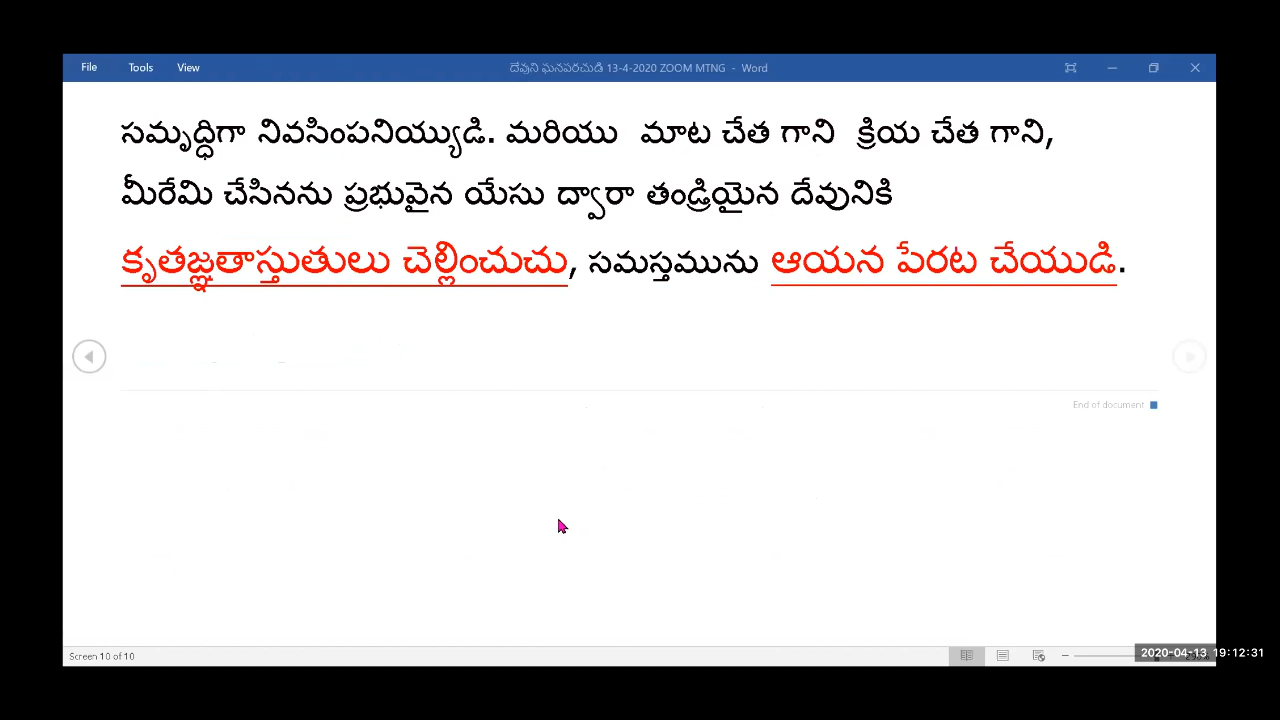 File Tools View దేవుని ఘనపరచుడి 13-4-2020 ZOOM MTNG - Word
సమృద్ధిగా నివసింపనియ్యుడి. మరియు మాట చేత గాని క్రియ చేత గాని,
మీరేమి చేసినను ప్రభువైన యేసు ద్వారా తండ్రియైన దేవునికి
కృతజ్ఞతాస్తుతులు చెల్లించుచు, సమస్తమును ఆయన పేరట చేయుడి.
End of document
Screen 10 of 10
2020-04-13 19:12:31